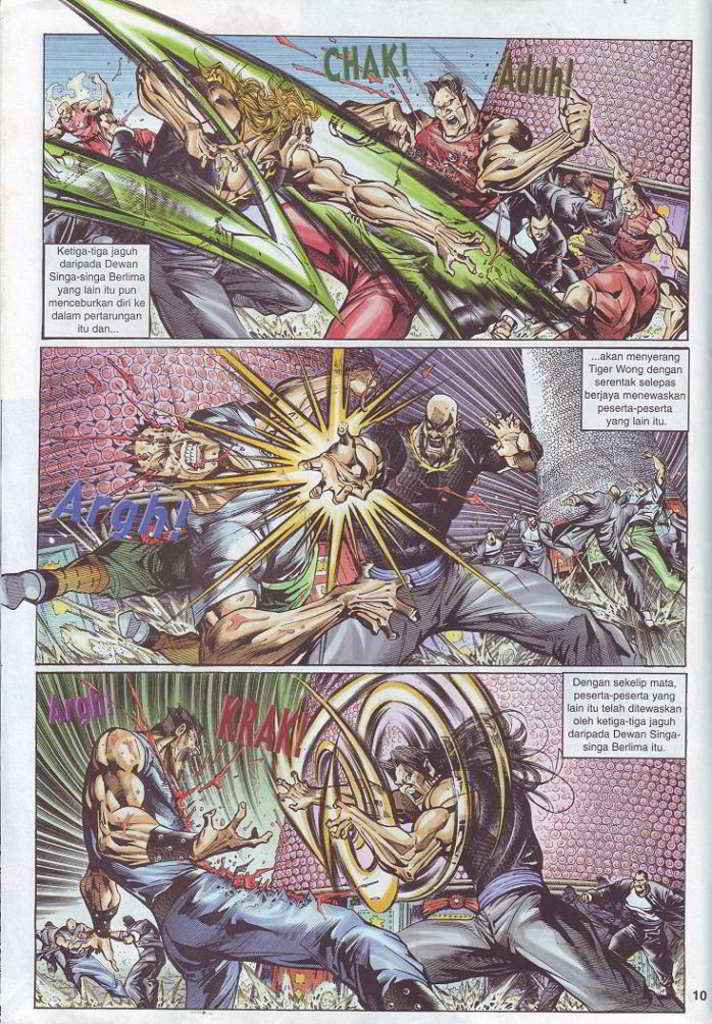 CHAK!
Aduh!
Ketiga-tiga jaguh
daripada Dewan
Singa-singa Berlima
yang lain itu pun
menceburkan diri ke
dalam pertarungan
itu dan...
...akan menyerang
Tiger Wong dengan
serentak selepas
berjaya menewaskan
peserta-peserta
yang lain itu.
Argh!
Dengan sekelip mata,
peserta-peserta yang
lain itu telah ditewaskan
oleh ketiga-tiga jaguh
daripada Dewan Singa-
singa Berlima itu.
Argh!
KRAK!
10